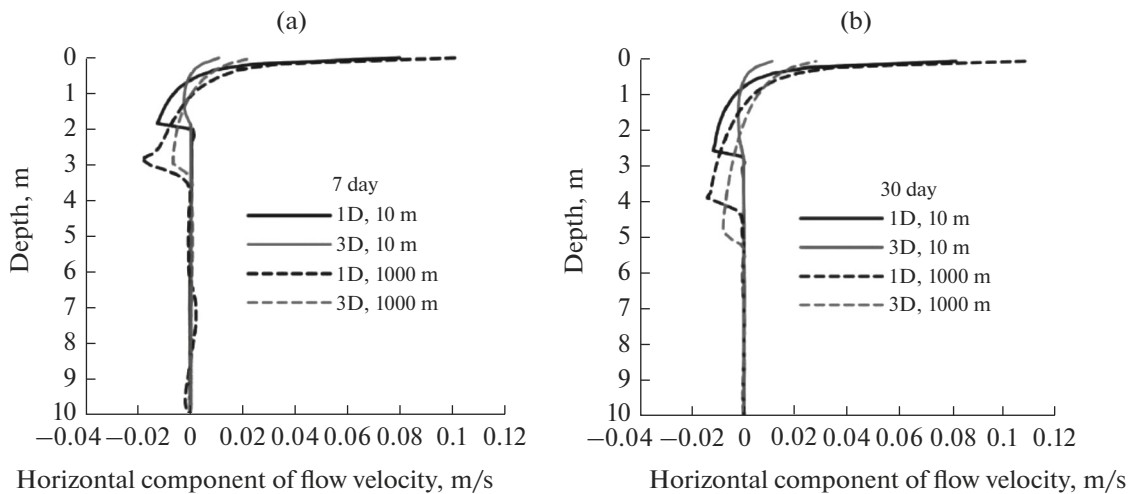 (a)
0
1
2
3
4
5
6
7
8
9
10
Depth, m
7 day
1D, 10 m
3D, 10 m
1D, 1000 m
3D, 1000 m
−0.04 −0.02 0 0.02 0.04 0.06 0.08 0.1 0.12
Horizontal component of flow velocity, m/s
(b)
0
1
2
3
4
5
6
7
8
9
10
Depth, m
30 day
1D, 10 m
3D, 10 m
1D, 1000 m
3D, 1000 m
−0.04 −0.02 0 0.02 0.04 0.06 0.08 0.1 0.12
Horizontal component of flow velocity, m/s